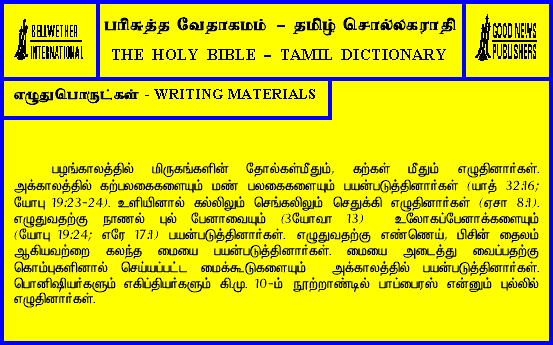 BELLWETHER
INTERNATIONAL
பரிசுத்த வேதாகமம் – தமிழ் சொல்லகராதி
THE HOLY BIBLE – TAMIL DICTIONARY
GOOD NEWS
PUBLISHERS
எழுதுபொருட்கள் - WRITING MATERIALS
பழங்காலத்தில் மிருகங்களின் தோல்கள்மீதும், கற்கள் மீதும் எழுதினார்கள்.
அக்காலத்தில் கற்பலகைகளையும் மண் பலகைகளையும் பயன்படுத்தினார்கள் (யாத் 32:16;
யோபு 19:23-24). உளியினால் கல்லிலும் செங்கலிலும் செதுக்கி எழுதினார்கள் (ஏசா 8:1).
எழுதுவதற்கு நாணல் புல் பேனாவையும் (3யோவா 13) உலோகப்பேனாக்களையும்
(யோபு 19:24; எரே 17:1) பயன்படுத்தினார்கள். எழுதுவதற்கு எண்ணெய், பிசின் தைலம்
ஆகியவற்றை கலந்த மையை பயன்படுத்தினார்கள். மையை அடைத்து வைப்பதற்கு
கொம்புகளினால் செய்யப்பட்ட மைக்கூடுகளையும் அக்காலத்தில் பயன்படுத்தினார்கள்.
பொனிஷியர்களும் எகிப்தியர்களும் கி.மு. 10-ம் நூற்றாண்டில் பாப்பைரஸ் என்னும் புல்லில்
எழுதினார்கள்.